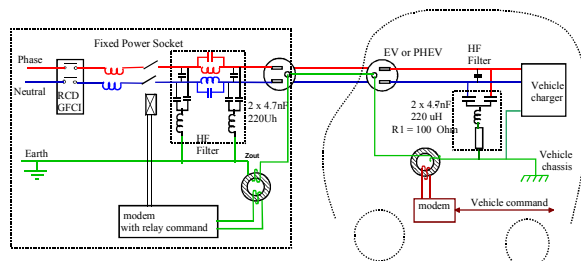 Fixed Power Socket
Phase
Neutral
RCD
GFCI
2 x 4.7nF
220Uh
HF
Filter
Earth
Zout
modem
with relay command
EV or PHEV
HF
Filter
2 x 4.7nF
220 uH
R1 = 100 Ohm
Vehicle
charger
Vehicle
chassis
modem
Vehicle command